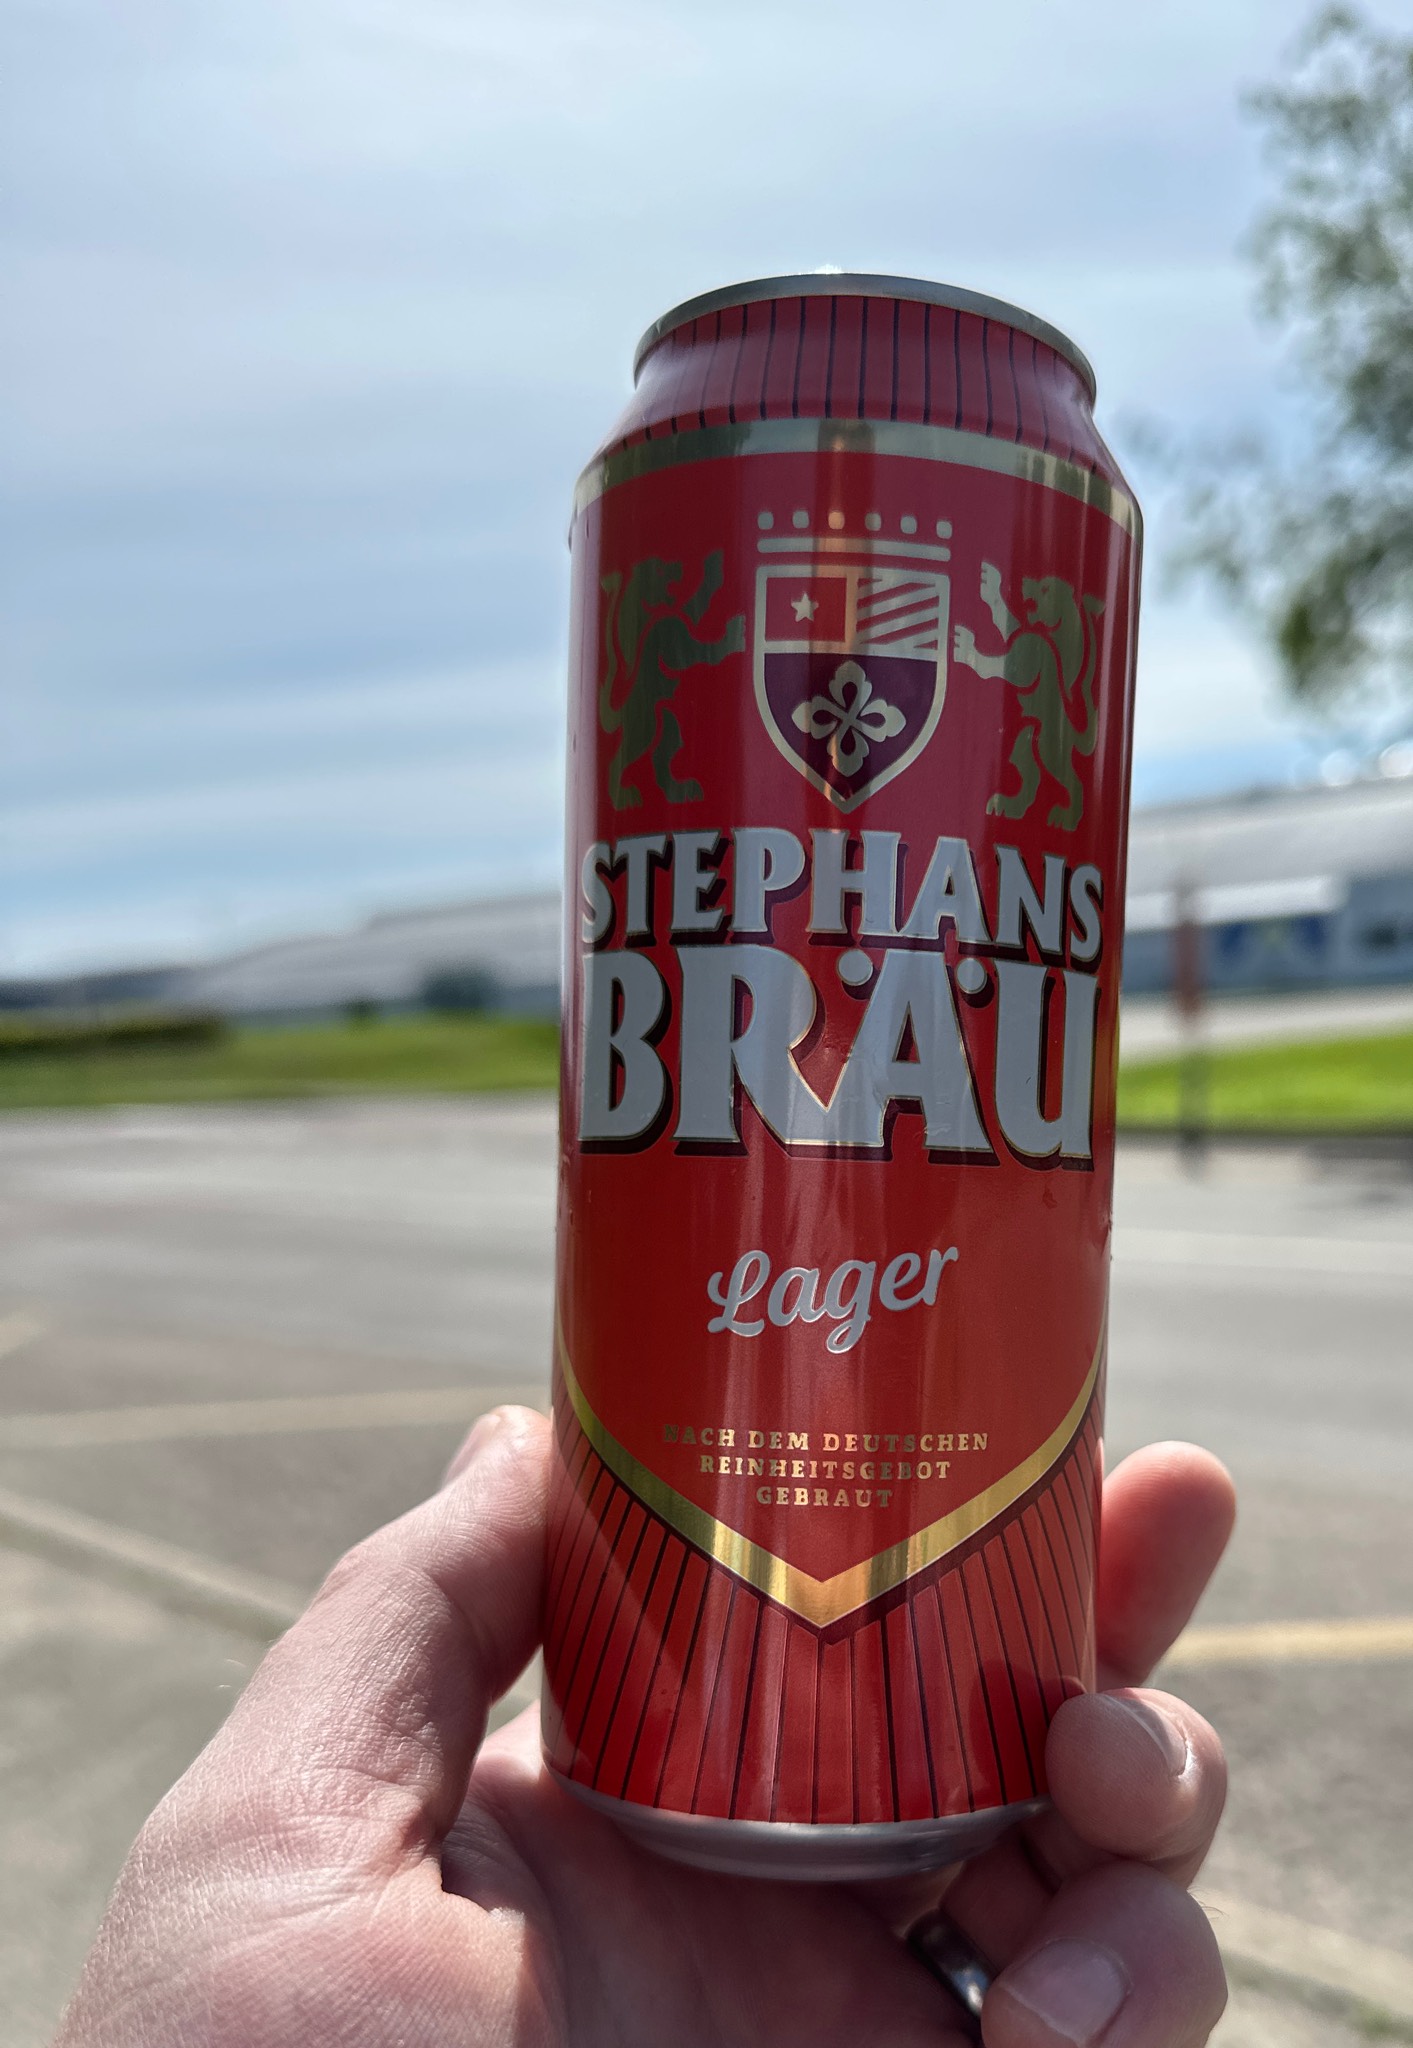 STEPHANS
BRÄU
Lager
NACH DEM DEUTSCHEN
REINHEITSGEBOT
GEBRAUT